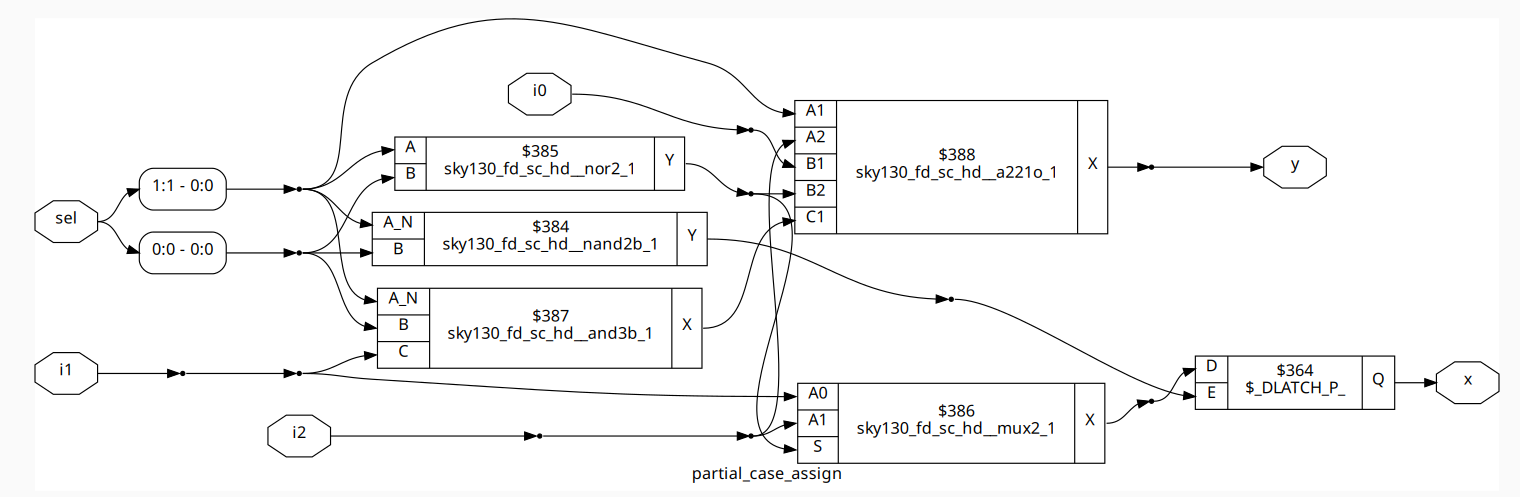 sel
1:1 - 0:0
0:0 - 0:0
i0
i1
i2
A
B
$385
sky130_fd_sc_hd__nor2_1
Y
A_N
B
$384
sky130_fd_sc_hd__nand2b_1
Y
A_N
B
C
$387
sky130_fd_sc_hd__and3b_1
X
A1
A2
B1
B2
C1
$388
sky130_fd_sc_hd__a221o_1
X
y
A0
A1
S
$386
sky130_fd_sc_hd__mux2_1
X
D
E
$364
$_DLATCH_P_
Q
x
partial_case_assign